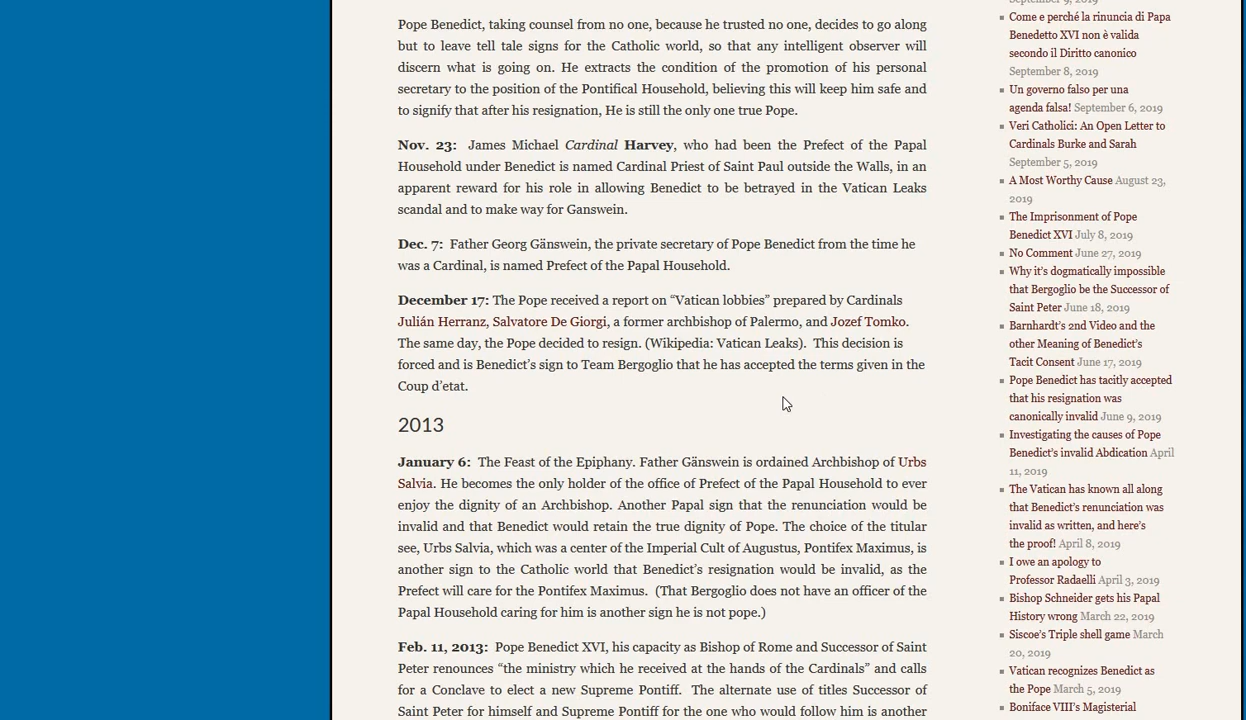 Pope Benedict, taking counsel from no one, because he trusted no one, decides to go along
but to leave tell tale signs for the Catholic world, so that any intelligent observer will
discern what is going on. He extracts the condition of the promotion of his personal
secretary to the position of the Pontifical Household, believing this will keep him safe and
to signify that after his resignation, He is still the only one true Pope.
Nov. 23: James Michael Cardinal Harvey, who had been the Prefect of the Papal
Household under Benedict is named Cardinal Priest of Saint Paul outside the Walls, in an
apparent reward for his role in allowing Benedict to be betrayed in the Vatican Leaks
scandal and to make way for Ganswein.
Dec. 7: Father Georg Gänswein, the private secretary of Pope Benedict from the time he
was a Cardinal, is named Prefect of the Papal Household.
December 17: The Pope received a report on “Vatican lobbies” prepared by Cardinals
Julián Herranz, Salvatore De Giorgi, a former archbishop of Palermo, and Jozef Tomko.
The same day, the Pope decided to resign. (Wikipedia: Vatican Leaks). This decision is
forced and is Benedict’s sign to Team Bergoglio that he has accepted the terms given in the
Coup d’etat.
2013
January 6: The Feast of the Epiphany. Father Gänswein is ordained Archbishop of Urbs
Salvia. He becomes the only holder of the office of Prefect of the Papal Household to ever
enjoy the dignity of an Archbishop. Another Papal sign that the renunciation would be
invalid and that Benedict would retain the true dignity of Pope. The choice of the titular
see, Urbs Salvia, which was a center of the Imperial Cult of Augustus, Pontifex Maximus, is
another sign to the Catholic world that Benedict’s resignation would be invalid, as the
Prefect will care for the Pontifex Maximus. (That Bergoglio does not have an officer of the
Papal Household caring for him is another sign he is not pope.)
Feb. 11, 2013: Pope Benedict XVI, his capacity as Bishop of Rome and Successor of Saint
Peter renounces “the ministry which he received at the hands of the Cardinals” and calls
for a Conclave to elect a new Supreme Pontiff. The alternate use of titles Successor of
Saint Peter for himself and Supreme Pontiff for the one who would follow him is another
September 9, 2019
Come e perché la rinuncia di Papa
Benedetto XVI non è valida
secondo il Diritto canonico
September 8, 2019
Un governo falso per una
agenda falsa! September 6, 2019
Veri Catholici: An Open Letter to
Cardinals Burke and Sarah
September 5, 2019
A Most Worthy Cause August 23,
2019
The Imprisonment of Pope
Benedict XVI July 8, 2019
No Comment June 27, 2019
Why it’s dogmatically impossible
that Bergoglio be the Successor of
Saint Peter June 18, 2019
Barnhardt’s 2nd Video and the
other Meaning of Benedict’s
Tacit Consent June 17, 2019
Pope Benedict has tacitly accepted
that his resignation was
canonically invalid June 9, 2019
Investigating the causes of Pope
Benedict’s invalid Abdication April
11, 2019
The Vatican has known all along
that Benedict’s renunciation was
invalid as written, and here’s
the proof! April 8, 2019
I owe an apology to
Professor Radaelli April 3, 2019
Bishop Schneider gets his Papal
History wrong March 22, 2019
Siscoe’s Triple shell game March
20, 2019
Vatican recognizes Benedict as
the Pope March 5, 2019
Boniface VIII’s Magisterial